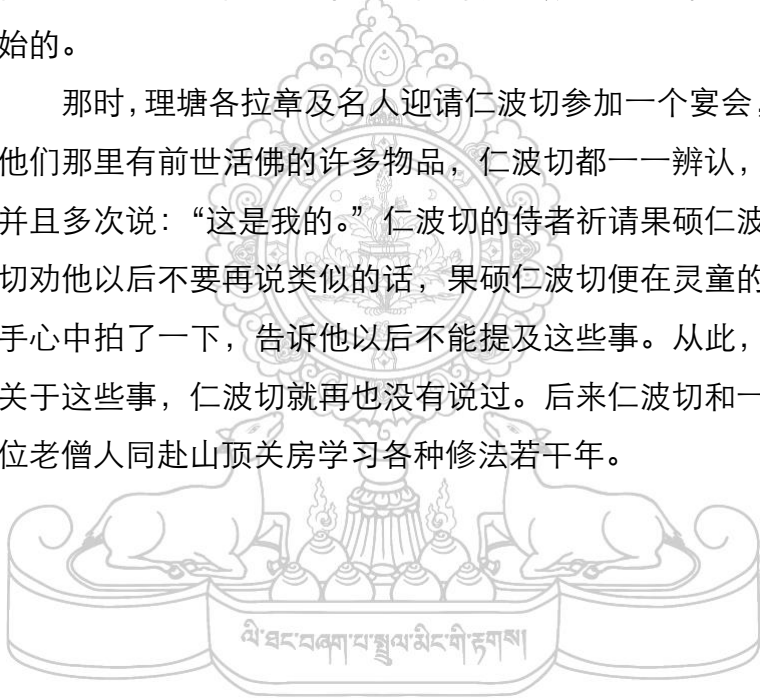 始的。
那时，理塘各拉章及名人迎请仁波切参加一个宴会，
他们那里有前世活佛的许多物品，仁波切都一一辨认，
并且多次说：“这是我的。”仁波切的侍者祈请果硕仁波
切劝他以后不要再说类似的话，果硕仁波切便在灵童的
手心中拍了一下，告诉他以后不能提及这些事。从此，
关于这些事，仁波切就再也没有说过。后来仁波切和一
位老僧人同赴山顶关房学习各种修法若干年。
ལི་ཐང་བཞག་པ་སྤྲུལ་མིང་གི་རྟགས།